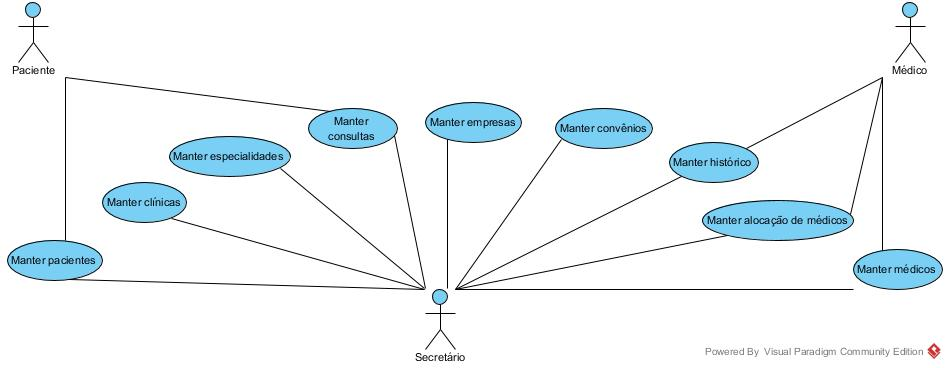 Paciente
Médico
Manter
consultas
Manter empresas
Manter convênios
Manter especialidades
Manter histórico
Manter clínicas
Manter alocação de médicos
Manter pacientes
Manter médicos
Secretário
Powered By Visual Paradigm Community Edition